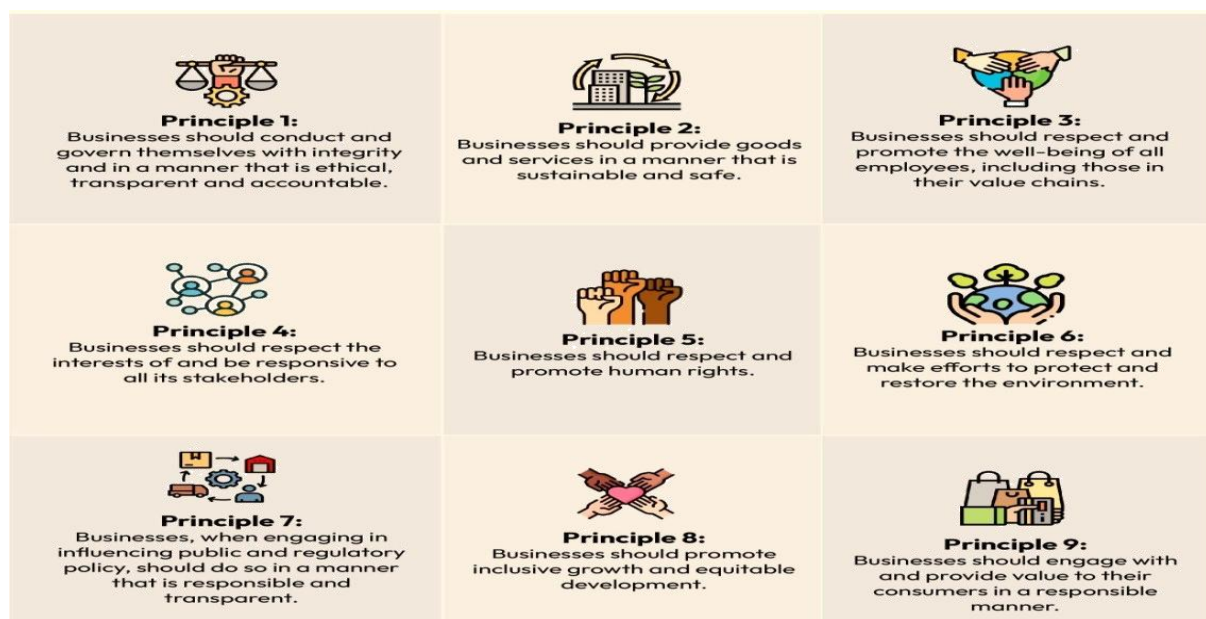 Principle 1:
Businesses should conduct and
govern themselves with integrity
and in a manner that is ethical,
transparent and accountable.
Principle 2:
Businesses should provide goods
and services in a manner that is
sustainable and safe.
Principle 3:
Businesses should respect and
promote the well-being of all
employees, including those in
their value chains.
Principle 4:
Businesses should respect the
interests of and be responsive to
all its stakeholders.
Principle 5:
Businesses should respect and
promote human rights.
Principle 6:
Businesses should respect and
make efforts to protect and
restore the environment.
Principle 7:
Businesses, when engaging in
influencing public and regulatory
policy, should do so in a manner
that is responsible and
transparent.
Principle 8:
Businesses should promote
inclusive growth and equitable
development.
Principle 9:
Businesses should engage with
and provide value to their
consumers in a responsible
manner.